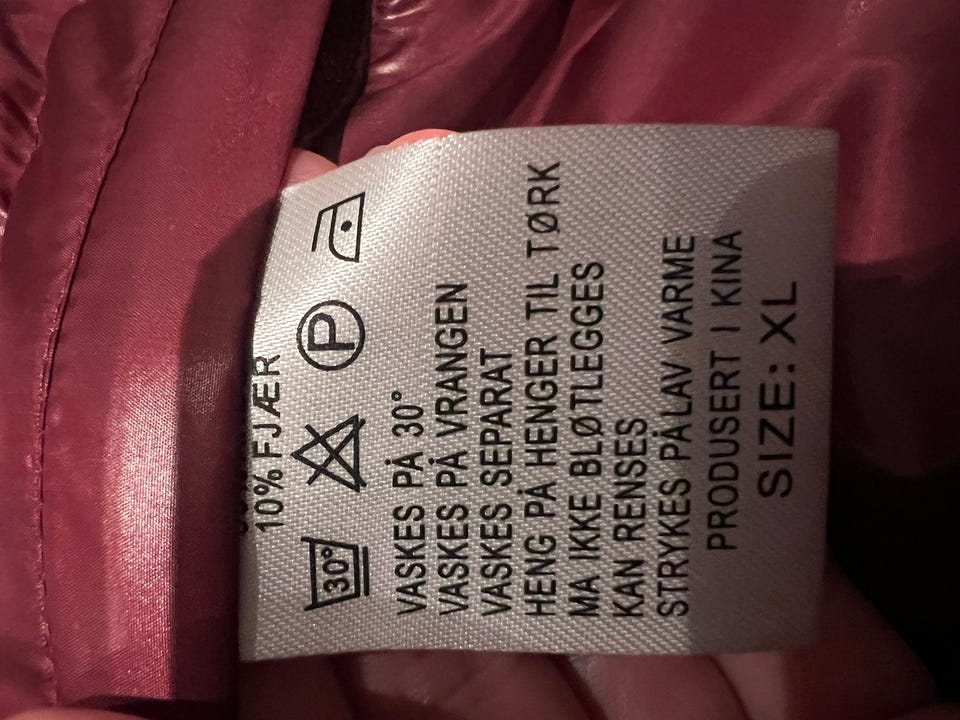 10% FJÆR
30°
P
VASKES PÅ 30°
VASKES PÅ VRANGEN
VASKES SEPARAT
HENG PÅ HENGER TIL TØRK
MA IKKE BLØTLEGGES
KAN RENSES
STRYKES PÅ LAV VARME
PRODUSERT I KINA
SIZE: XL